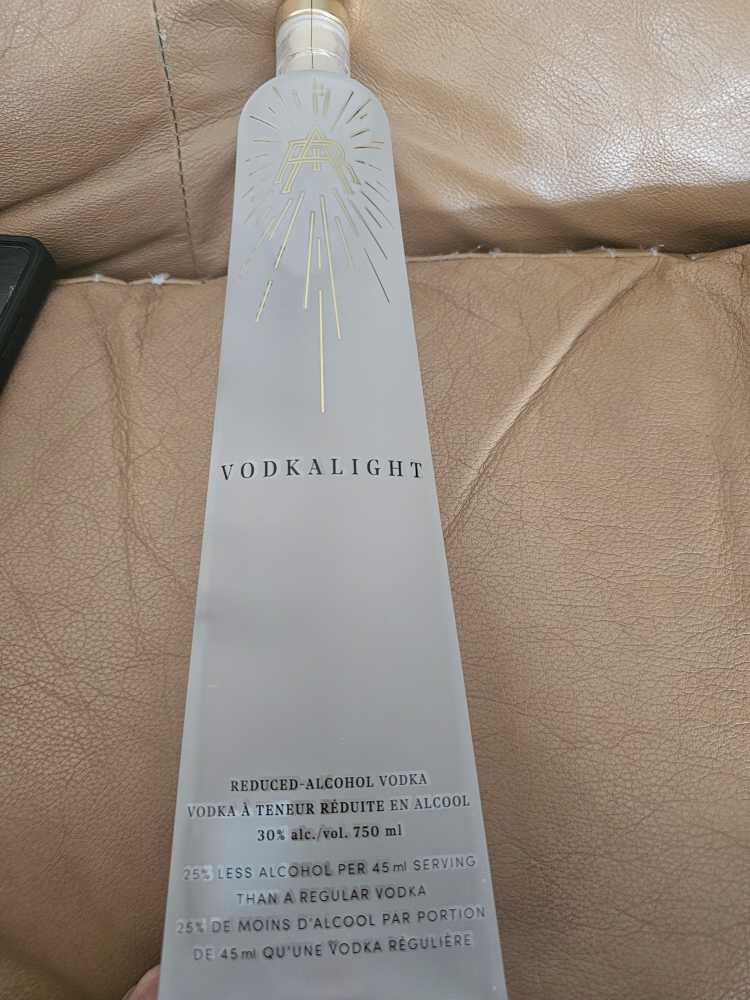 VODKALIGHT
REDUCED-ALCOHOL VODKA
VODKA À TENEUR RÉDUITE EN ALCOOL
30% alc./vol. 750 ml
25% LESS ALCOHOL PER 45 ml SERVING
THAN A REGULAR VODKA
25% DE MOINS D'ALCOOL PAR PORTION
DE 45 ml QU'UNE VODKA RÉGULIÈRE